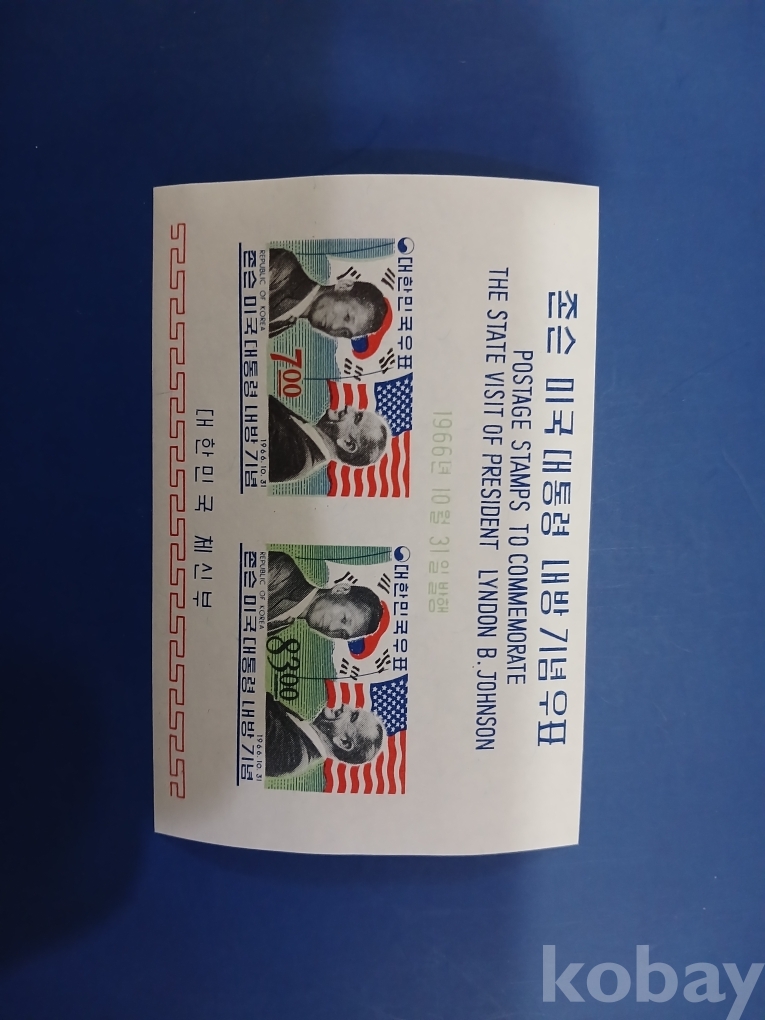 존슨 미국 대통령 내방 기념우표
POSTAGE STAMPS TO COMMEMORATE
THE STATE VISIT OF PRESIDENT LYNDON B. JOHNSON
1966년 10월 31일 발행
대한민국우표
7.00
REPUBLIC OF KOREA
1966.10.31
존슨 미국 대통령 내방 기념
대한민국우표
83.00
REPUBLIC OF KOREA
1966.10.31
존슨 미국 대통령 내방 기념
대한민국 체신부
kobay